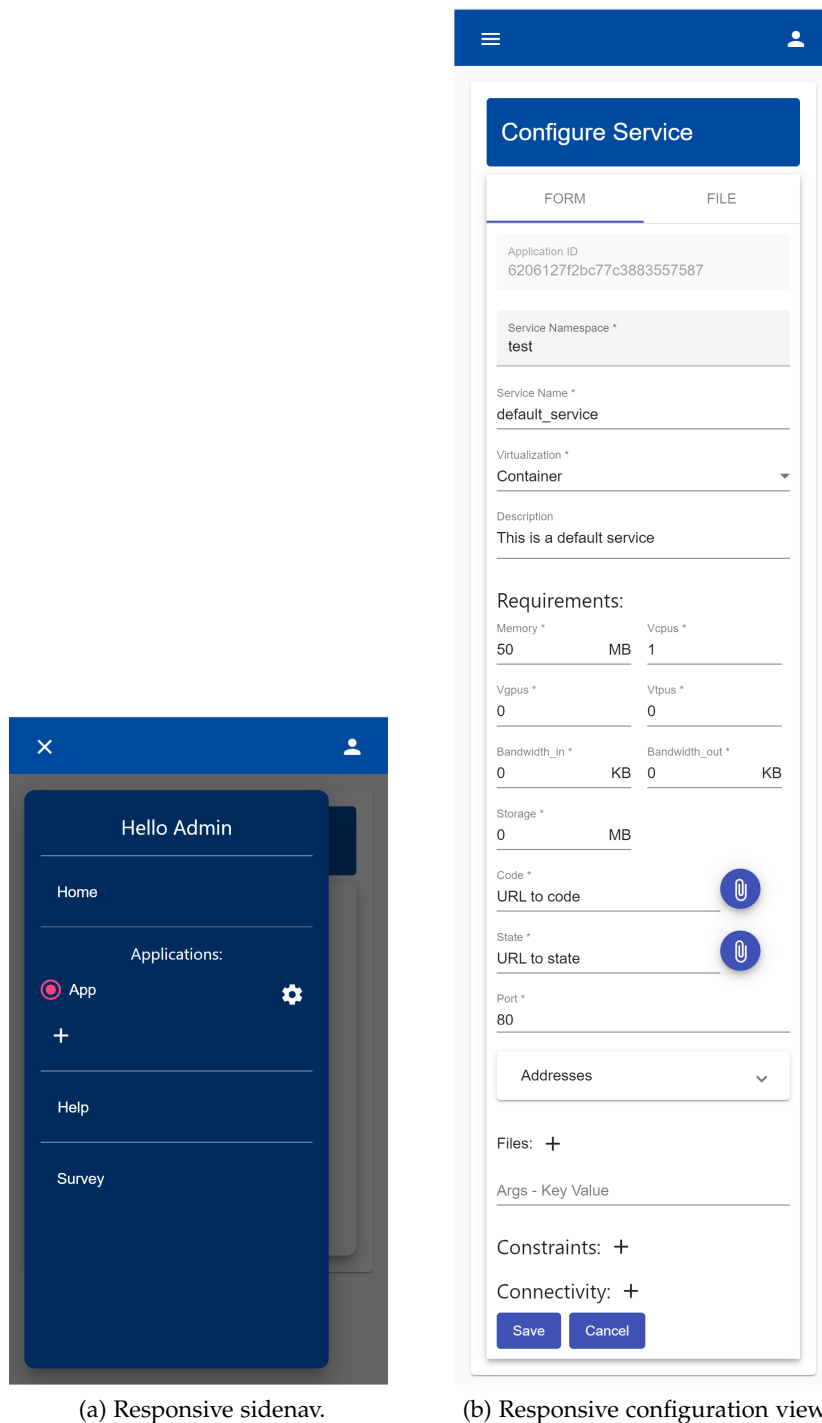 Hello Admin
Home
Applications:
App
+
Help
Survey
(a) Responsive sidenav.
Configure Service
FORM FILE
Application ID
6206127f2bc77c3883557587
Service Namespace *
test
Service Name *
default_service
Virtualization *
Container
Description
This is a default service
Requirements:
Memory * Vcpus *
50 MB 1
Vgpus * Vtpus *
0 0
Bandwidth_in * Bandwidth_out *
0 KB 0 KB
Storage *
0 MB
Code *
URL to code
State *
URL to state
Port *
80
Addresses
Files: +
Args - Key Value
Constraints: +
Connectivity: +
Save Cancel
(b) Responsive configuration view